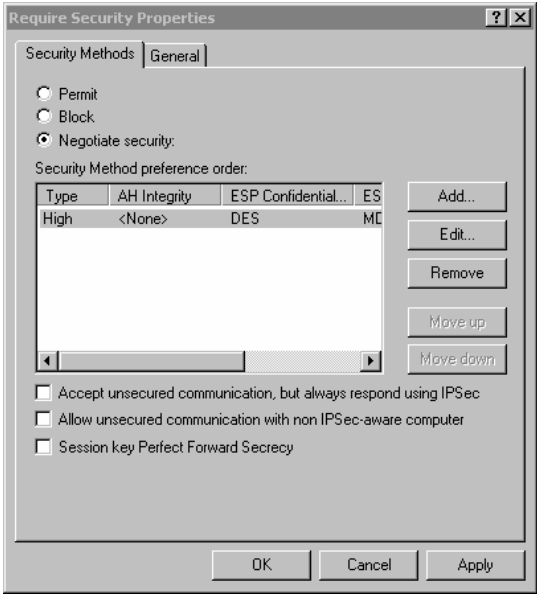 Require Security Properties
Security Methods General
Permit
Block
Negotiate security:
Security Method preference order:
Type AH Integrity ESP Confidential... ES
High <None> DES MD
Add...
Edit...
Remove
Move up
Move down
Accept unsecured communication, but always respond using IPSec
Allow unsecured communication with non IPSec-aware computer
Session key Perfect Forward Secrecy
OK Cancel Apply